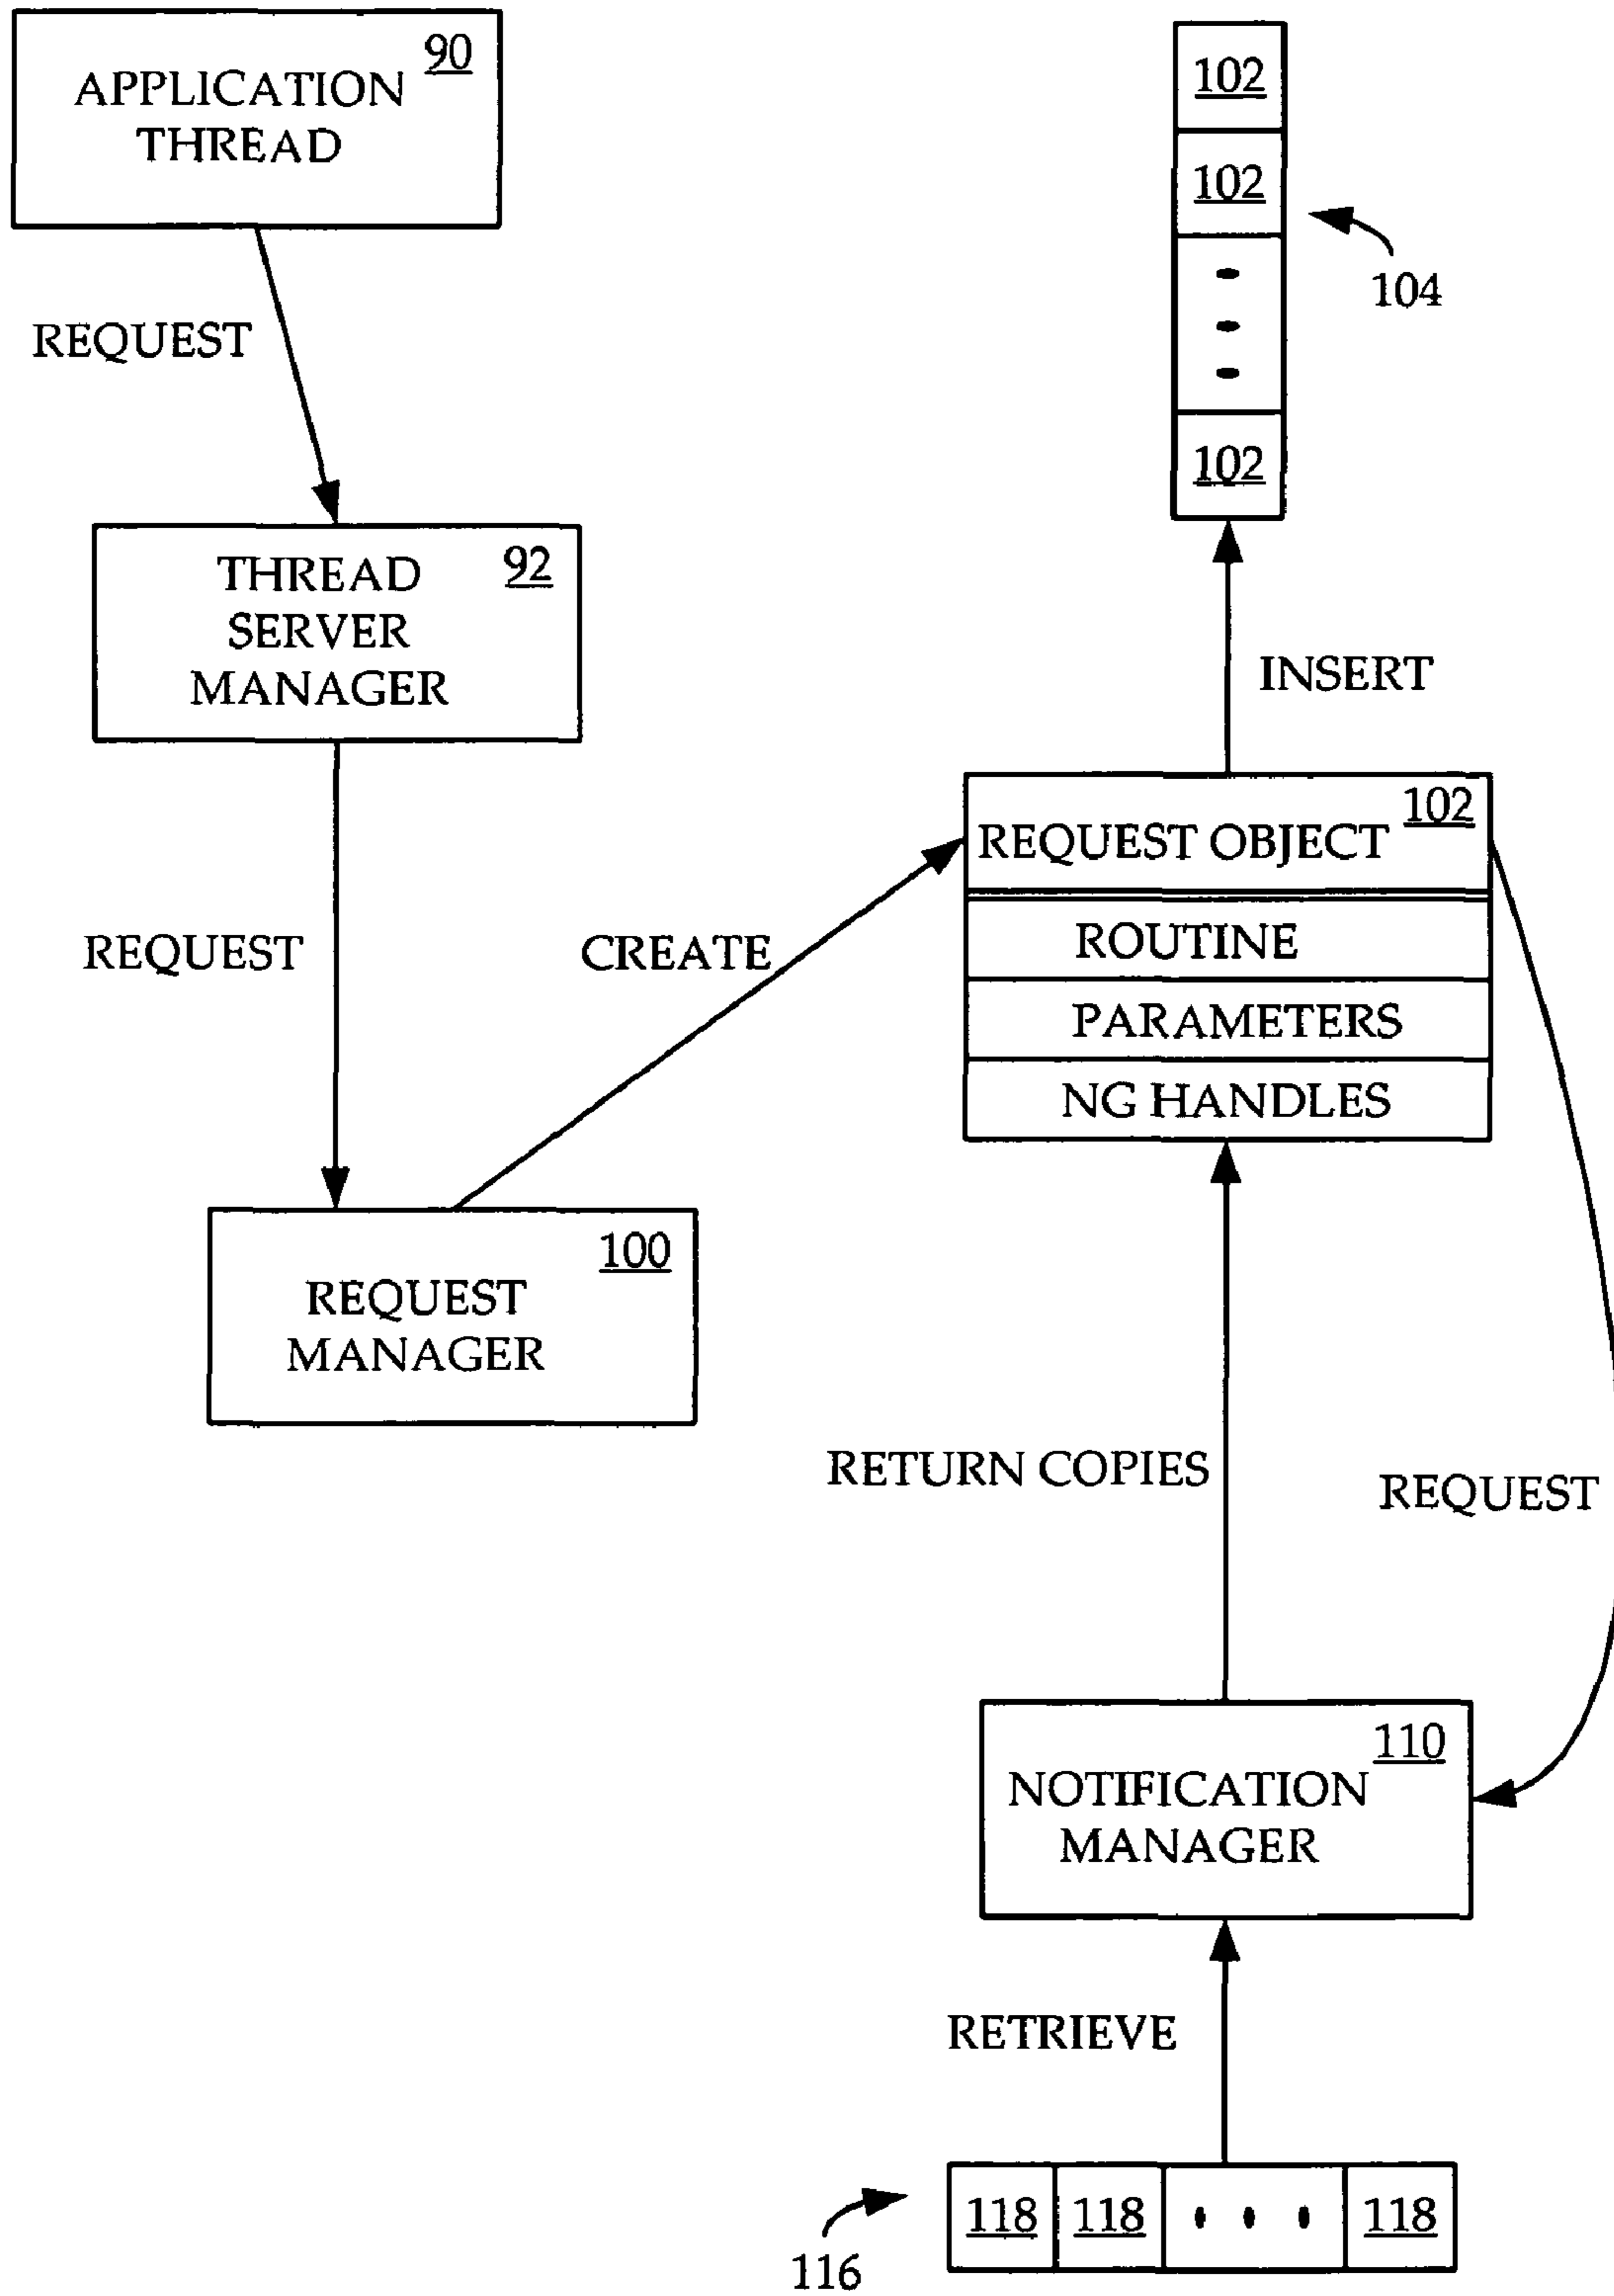 90
APPLICATION
THREAD
REQUEST
92
THREAD
SERVER
MANAGER
REQUEST
100
REQUEST
MANAGER
CREATE
102
102
102
104
INSERT
102
REQUEST OBJECT
ROUTINE
PARAMETERS
NG HANDLES
RETURN COPIES
REQUEST
110
NOTIFICATION
MANAGER
RETRIEVE
118
118
118
116